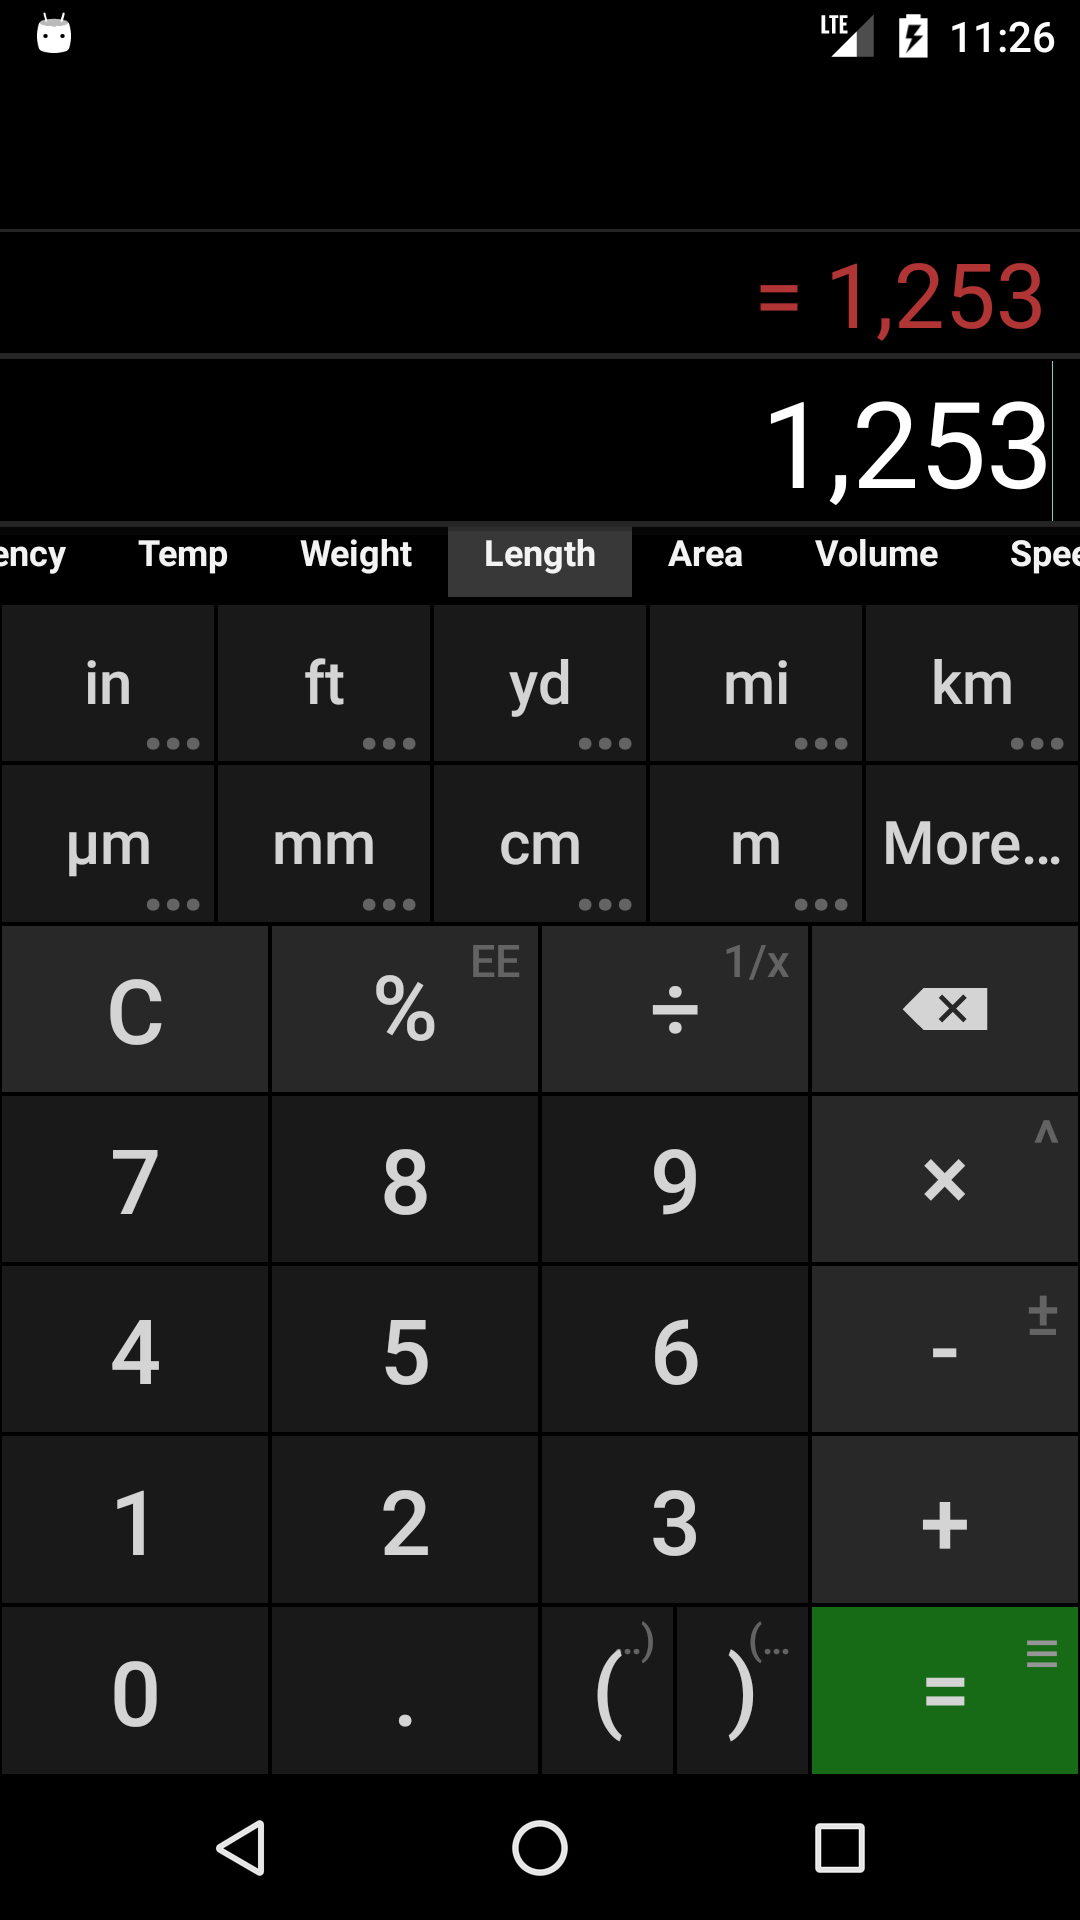 LTE 11:26
= 1,253
1,253
ency Temp Weight Length Area Volume Spee
in ft yd mi km
µm mm cm m More...
C % EE ÷ 1/x
7 8 9 × ^
4 5 6 - ±
1 2 3 +
0 . ( ..) ) (... =